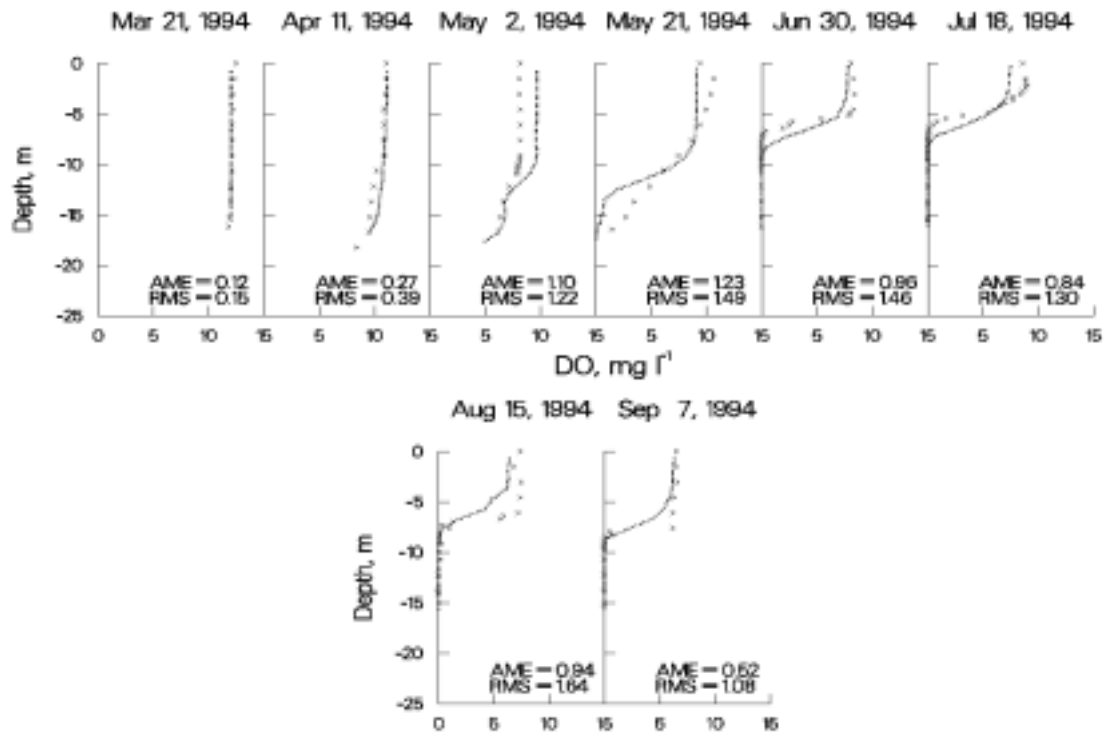 Mar 21, 1994 Apr 11, 1994 May 2, 1994 May 21, 1994 Jun 30, 1994 Jul 18, 1994
0
-5
-10
-15
-20
-25
Depth, m
AME = 0.12 AME = 0.27 AME = 1.10 AME = 1.23 AME = 0.96 AME = 0.84
RMS = 0.15 RMS = 0.39 RMS = 1.22 RMS = 1.49 RMS = 1.46 RMS = 1.30
0 5 10 15 5 10 15 5 10 15 5 10 15 5 10 15 5 10 15
DO, mg l-1
Aug 15, 1994 Sep 7, 1994
0
-5
-10
-15
-20
-25
Depth, m
AME = 0.94 AME = 0.62
RMS = 1.64 RMS = 1.08
0 5 10 15 5 10 15